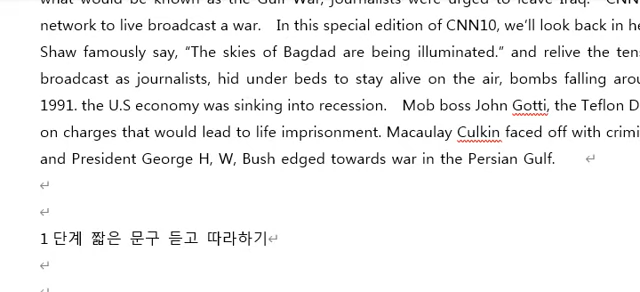 what would be known as the Gulf War, journalists were urged to leave Iraq. CNN
network to live broadcast a war. In this special edition of CNN10, we'll look back in he
Shaw famously say, "The skies of Bagdad are being illuminated." and relive the ten
broadcast as journalists, hid under beds to stay alive on the air, bombs falling arou
1991. the U.S economy was sinking into recession. Mob boss John Gotti, the Teflon D
on charges that would lead to life imprisonment. Macaulay Culkin faced off with crimi
and President George H, W, Bush edged towards war in the Persian Gulf.
1단계 짧은 문구 듣고 따라하기